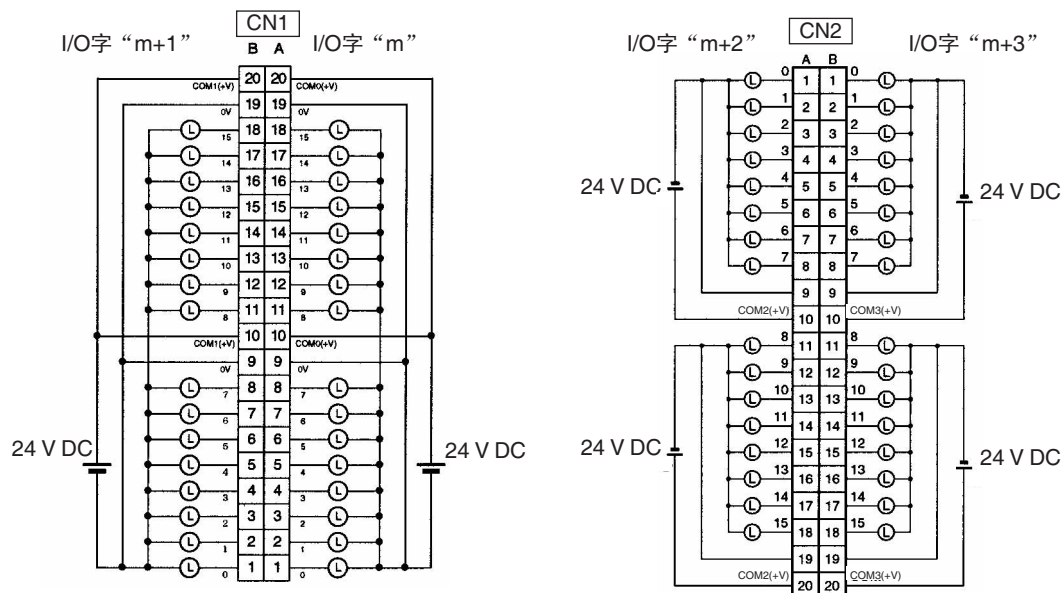 CN1
I/O字“m+1” I/O字“m”
B A
COM1(+V) 20 20 COM0(+V)
0V 19 19 0V
L 15 18 18 15 L
L 14 17 17 14 L
L 13 16 16 13 L
L 12 15 15 12 L
L 11 14 14 11 L
L 10 13 13 10 L
L 9 12 12 9 L
L 8 11 11 8 L
COM1(+V) 10 10 COM0(+V)
0V 9 9 0V
L 7 8 8 7 L
L 6 7 7 6 L
L 5 6 6 5 L
24 V DC 24 V DC
L 4 5 5 4 L
L 3 4 4 3 L
L 2 3 3 2 L
L 1 2 2 1 L
L 0 1 1 0 L
CN2
I/O字“m+2” I/O字“m+3”
A B
L 0 1 1 0 L
L 1 2 2 1 L
L 2 3 3 2 L
L 3 4 4 3 L
24 V DC L 4 5 5 4 L 24 V DC
L 5 6 6 5 L
L 6 7 7 6 L
L 7 8 8 7 L
9 9
COM2(+V) 10 10 COM3(+V)
L 8 11 11 8 L
L 9 12 12 9 L
L 10 13 13 10 L
L 11 14 14 11 L
24 V DC L 12 15 15 12 L 24 V DC
L 13 16 16 13 L
L 14 17 17 14 L
L 15 18 18 15 L
19 19
COM2(+V) 20 20 COM3(+V)